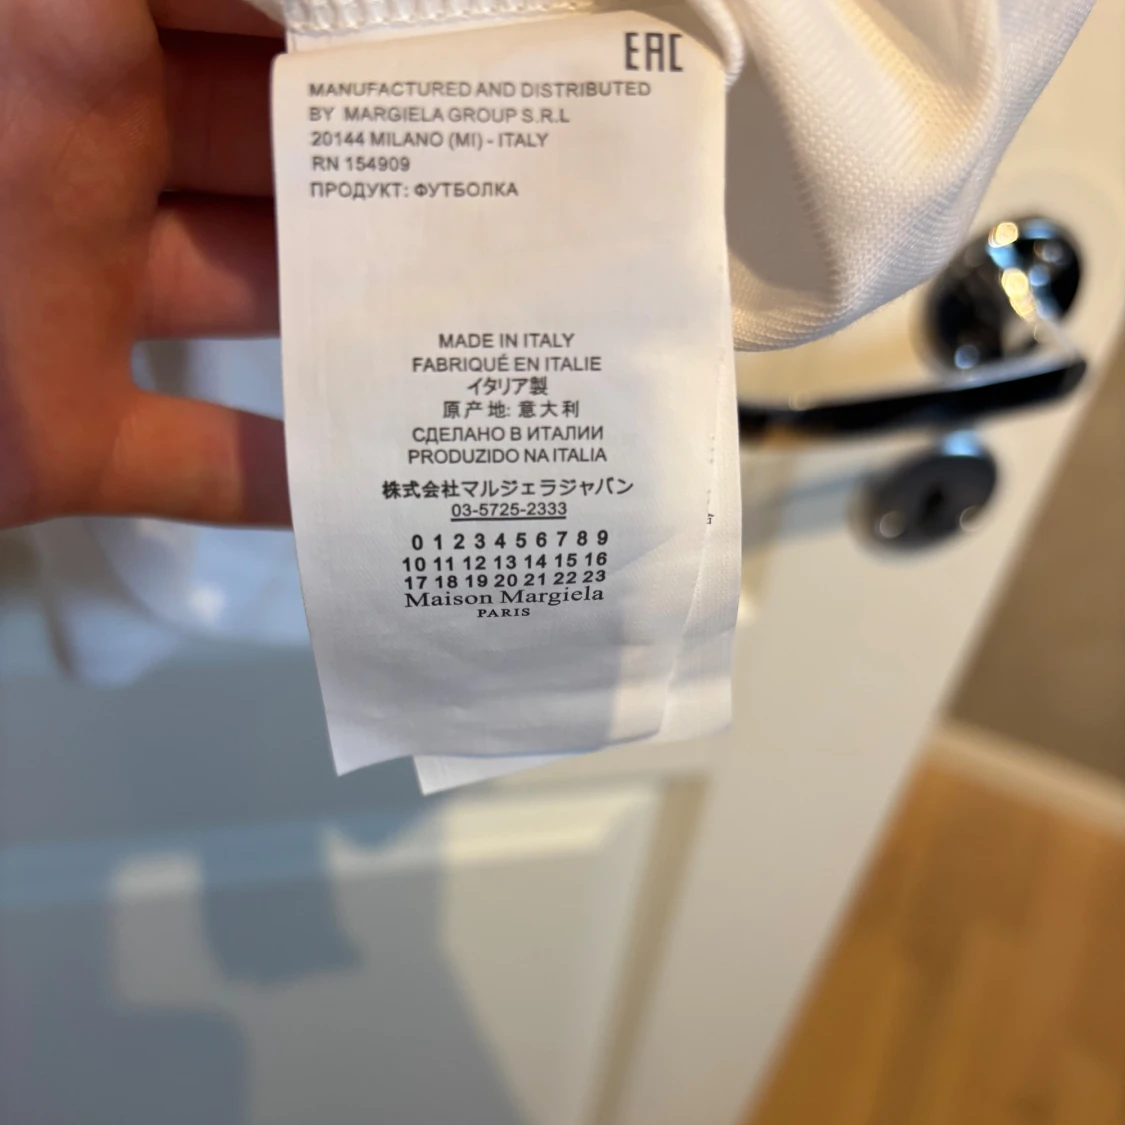 EAC
MANUFACTURED AND DISTRIBUTED
BY MARGIELA GROUP S.R.L
20144 MILANO (MI) - ITALY
RN 154909
ПРОДУКТ: ФУТБОЛКА
MADE IN ITALY
FABRIQUÉ EN ITALIE
イタリア製
原产地: 意大利
СДЕЛАНО В ИТАЛИИ
PRODUZIDO NA ITALIA
株式会社マルジェラジャパン
03-5725-2333
0 1 2 3 4 5 6 7 8 9
10 11 12 13 14 15 16
17 18 19 20 21 22 23
Maison Margiela
PARIS